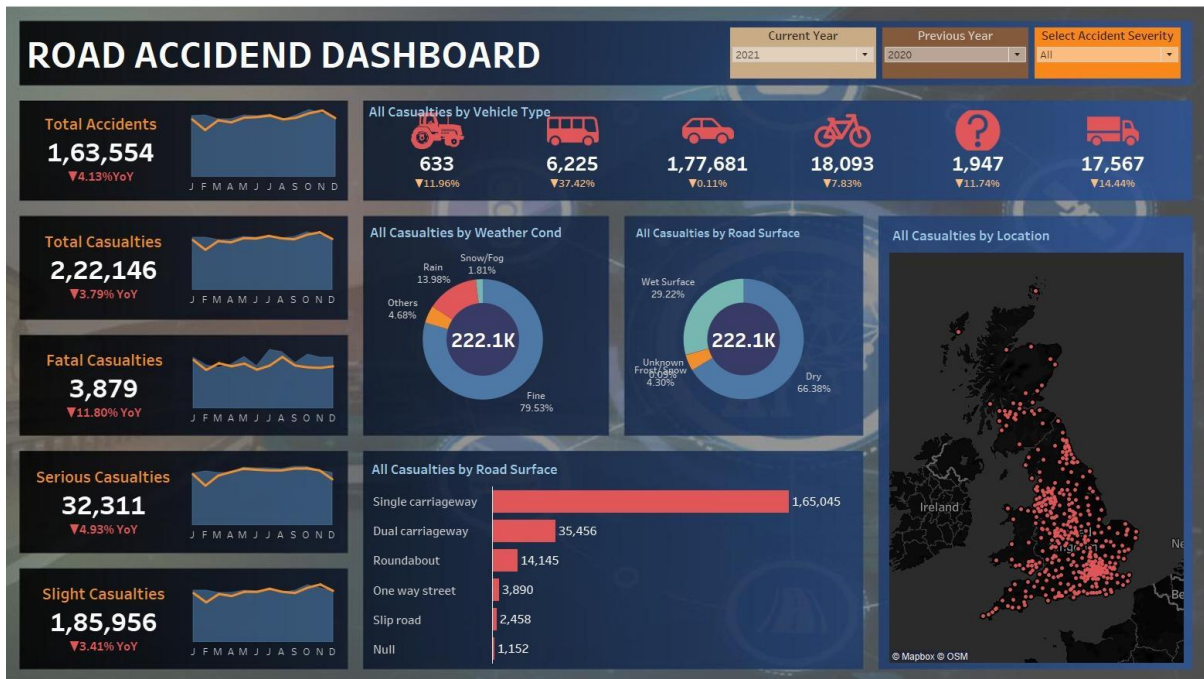 ROAD ACCIDEND DASHBOARD
Current Year
2021
Previous Year
2020
Select Accident Severity
All
Total Accidents
1,63,554
▼4.13%YoY
J F M A M J J A S O N D
Total Casualties
2,22,146
▼3.79% YoY
J F M A M J J A S O N D
Fatal Casualties
3,879
▼11.80% YoY
J F M A M J J A S O N D
Serious Casualties
32,311
▼4.93% YoY
J F M A M J J A S O N D
Slight Casualties
1,85,956
▼3.41% YoY
J F M A M J J A S O N D
All Casualties by Vehicle Type
?
633
▼11.96%
6,225
▼37.42%
1,77,681
▼0.11%
18,093
▼7.83%
1,947
▼11.74%
17,567
▼14.44%
All Casualties by Weather Cond
Snow/Fog
1.81%
Rain
13.98%
Others
4.68%
222.1K
Fine
79.53%
All Casualties by Road Surface
Wet Surface
29.22%
222.1K
Unknown
0.09%
Frost/Snow
4.30%
Dry
66.38%
All Casualties by Road Surface
Single carriageway 1,65,045
Dual carriageway 35,456
Roundabout 14,145
One way street 3,890
Slip road 2,458
Null 1,152
All Casualties by Location
Ireland
Ne
Be
© Mapbox © OSM